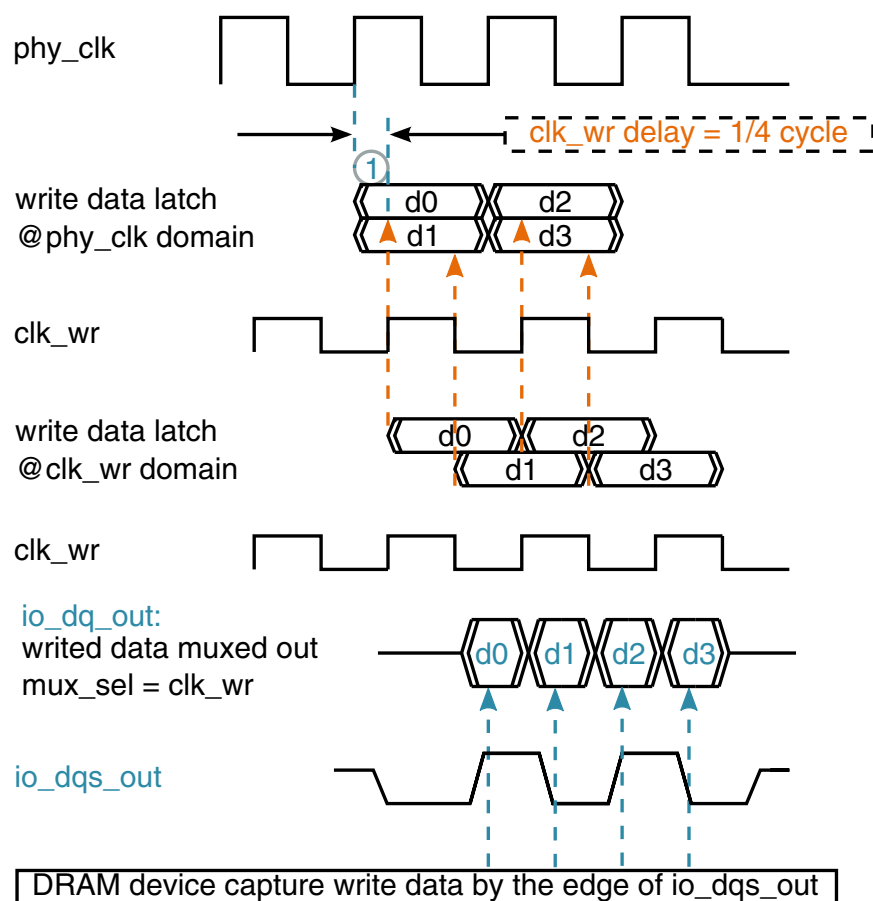 phy_clk
clk_wr delay = 1/4 cycle
1
write data latch
@phy_clk domain
d0 d2
d1 d3
clk_wr
write data latch
@clk_wr domain
d0 d2
d1 d3
clk_wr
io_dq_out:
writed data muxed out
mux_sel = clk_wr
d0 d1 d2 d3
io_dqs_out
DRAM device capture write data by the edge of io_dqs_out